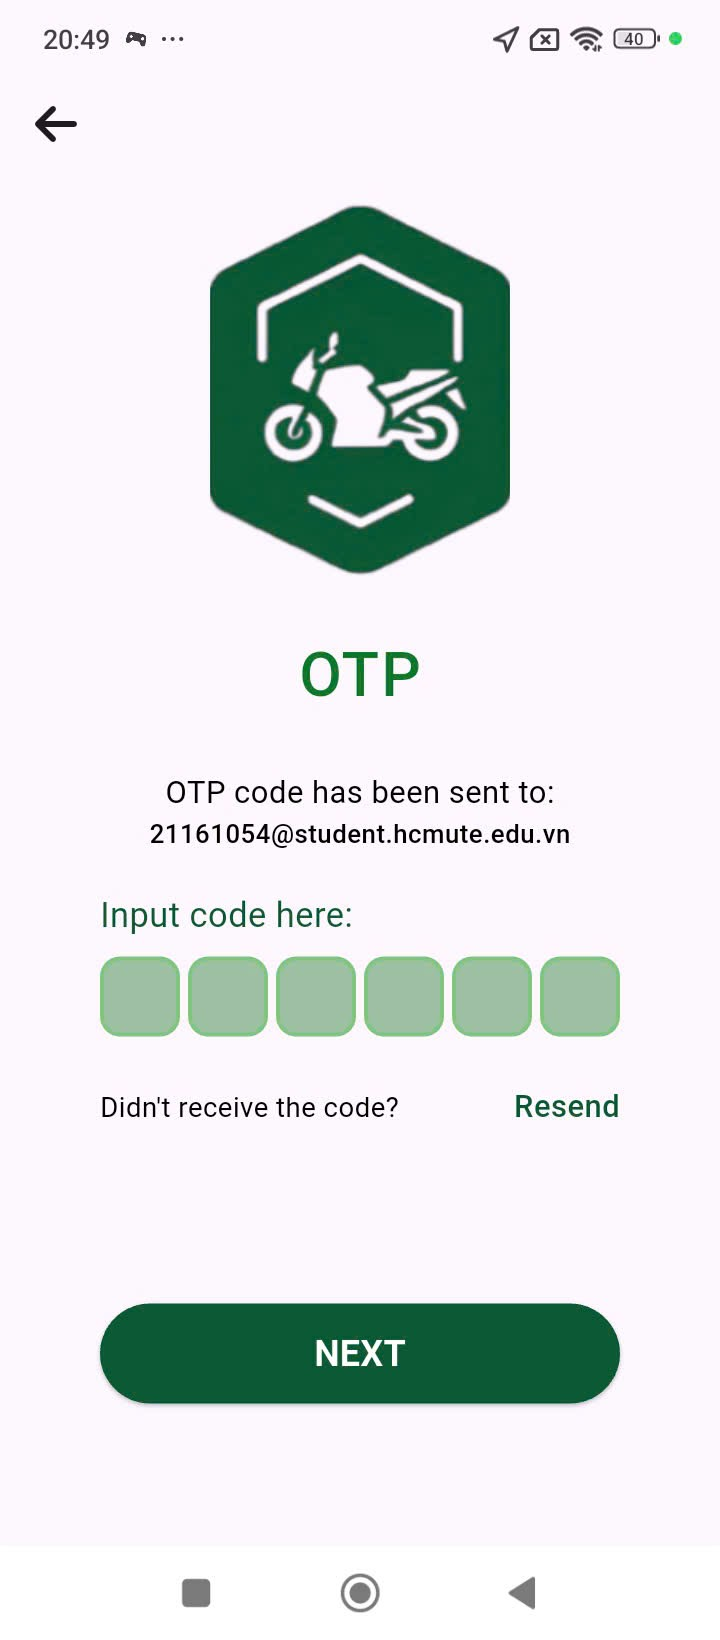 20:49
40
OTP
OTP code has been sent to:
21161054@student.hcmute.edu.vn
Input code here:
Didn't receive the code? Resend
NEXT